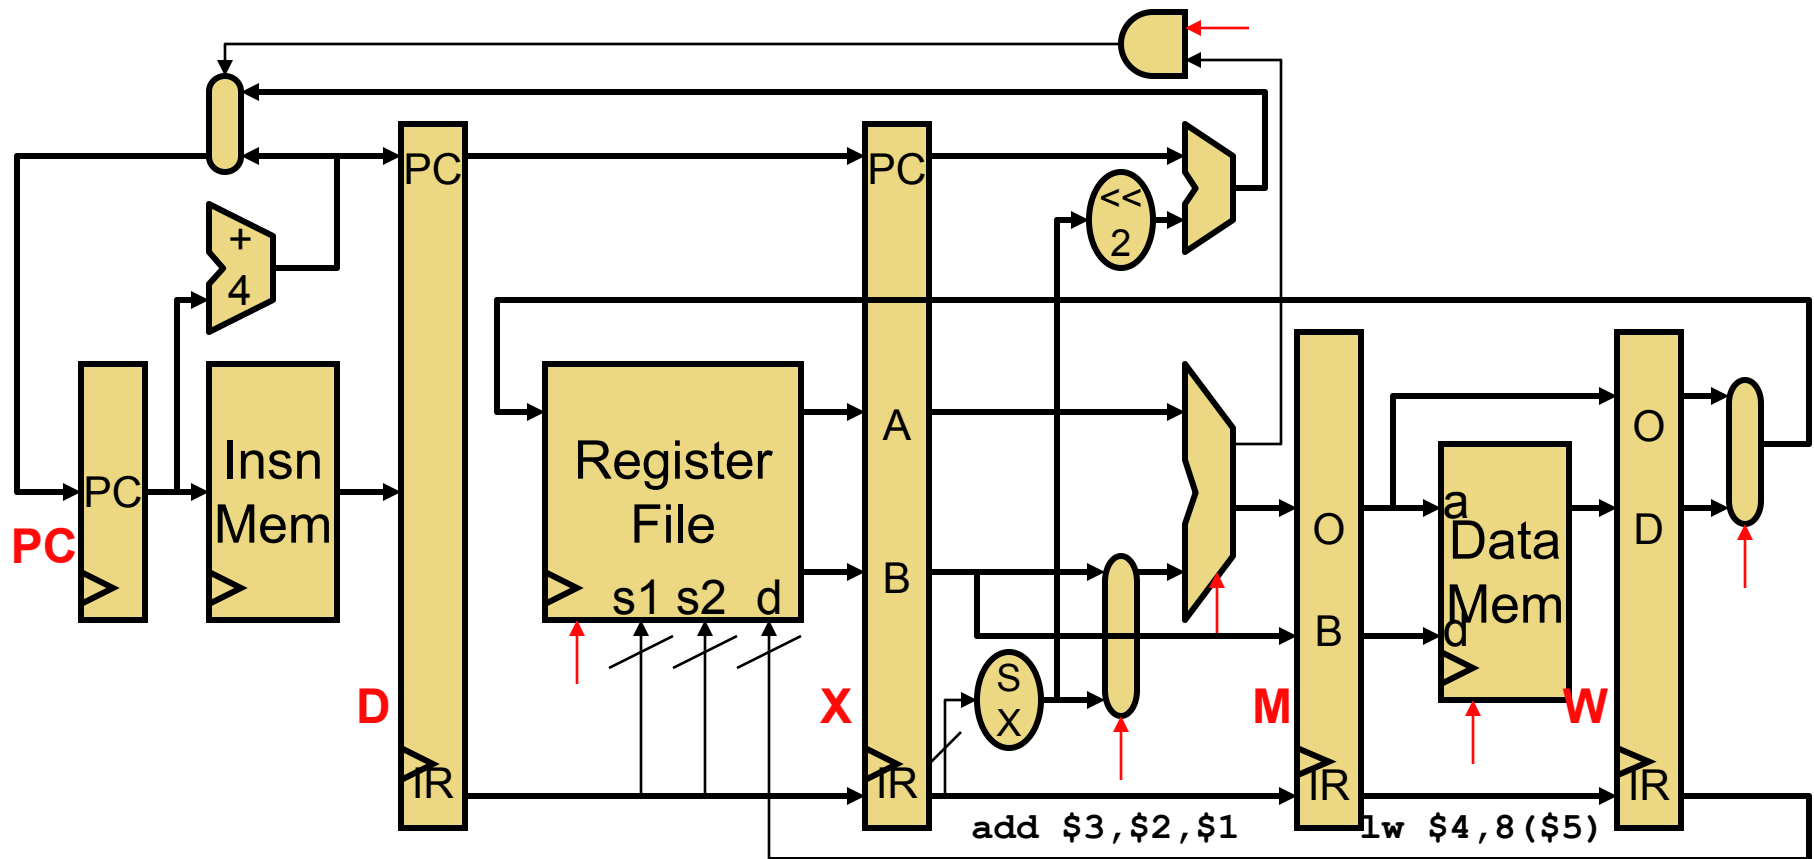 PC
PC
<<
2
+
4
Insn
Mem
Register
File
s1 s2 d
A
B
O
B
a
Data
Mem
d
O
D
PC
PC
S
X
D
X
M
W
IR
IR
IR
IR
add $3,$2,$1
lw $4,8($5)